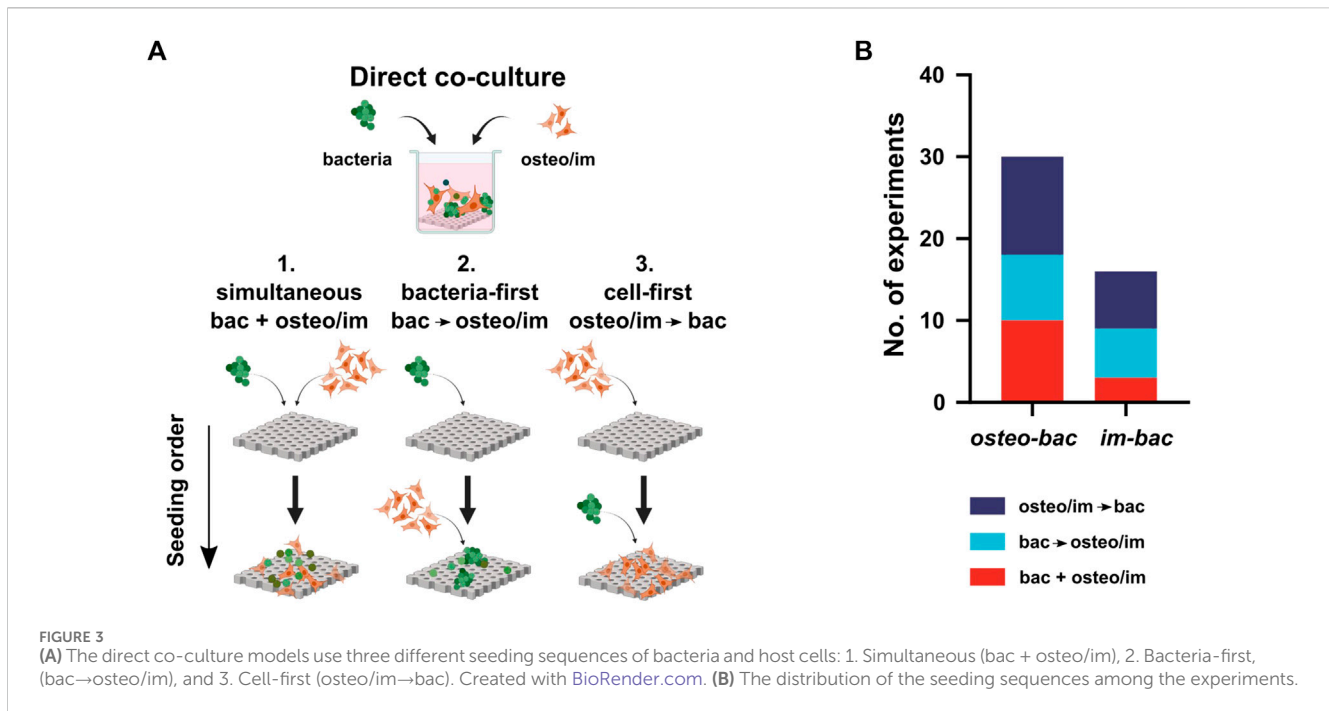 A
Direct co-culture
bacteria
osteo/im
1.
simultaneous
bac + osteo/im
2.
bacteria-first
bac → osteo/im
3.
cell-first
osteo/im → bac
Seeding order
B
No. of experiments
40
30
20
10
0
osteo-bac
im-bac
osteo/im → bac
bac → osteo/im
bac + osteo/im
FIGURE 3
(A) The direct co-culture models use three different seeding sequences of bacteria and host cells: 1. Simultaneous (bac + osteo/im), 2. Bacteria-first,
(bac→osteo/im), and 3. Cell-first (osteo/im→bac). Created with BioRender.com. (B) The distribution of the seeding sequences among the experiments.